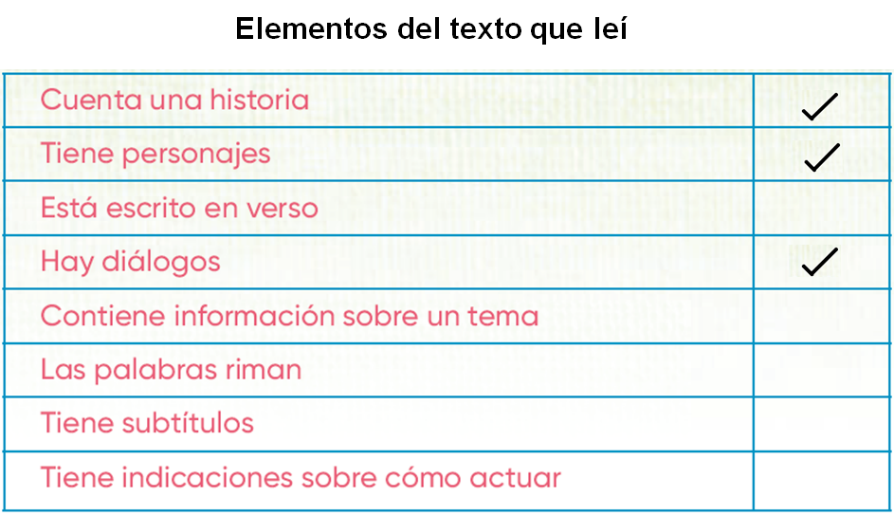 Elementos del texto que leí
Cuenta una historia ✓
Tiene personajes ✓
Está escrito en verso
Hay diálogos ✓
Contiene información sobre un tema
Las palabras riman
Tiene subtítulos
Tiene indicaciones sobre cómo actuar